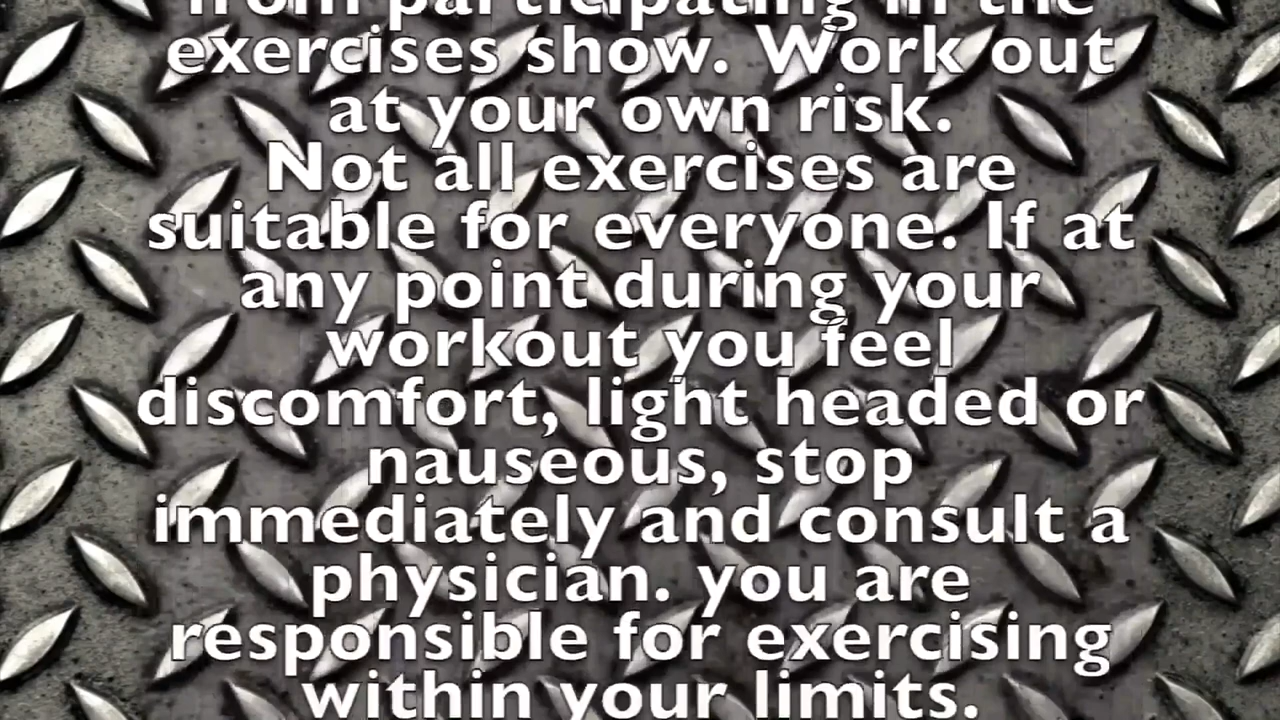 from participating in the
exercises show. Work out
at your own risk.
Not all exercises are
suitable for everyone. If at
any point during your
workout you feel
discomfort, light headed or
nauseous, stop
immediately and consult a
physician. you are
responsible for exercising
within your limits.